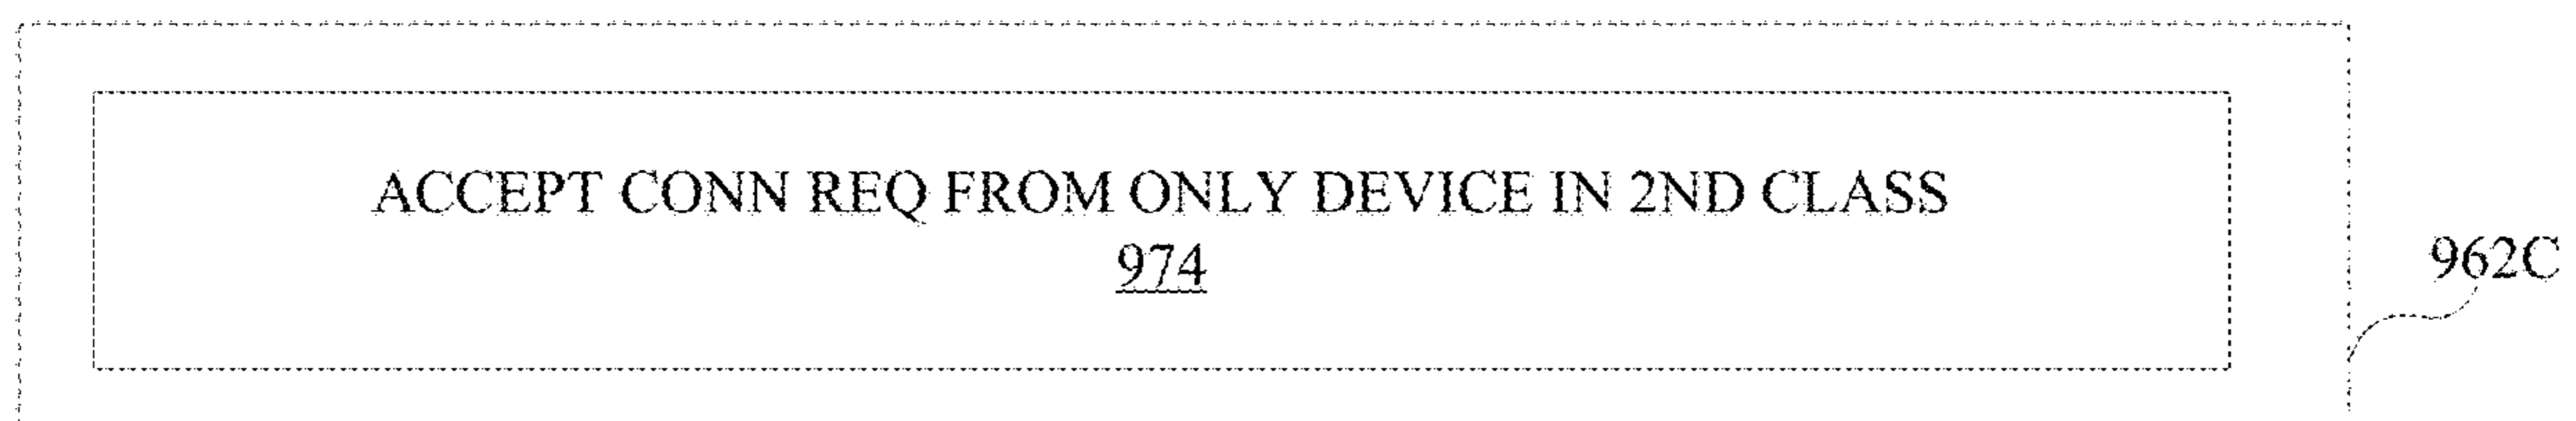 ACCEPT CONN REQ FROM ONLY DEVICE IN 2ND CLASS
974
962C